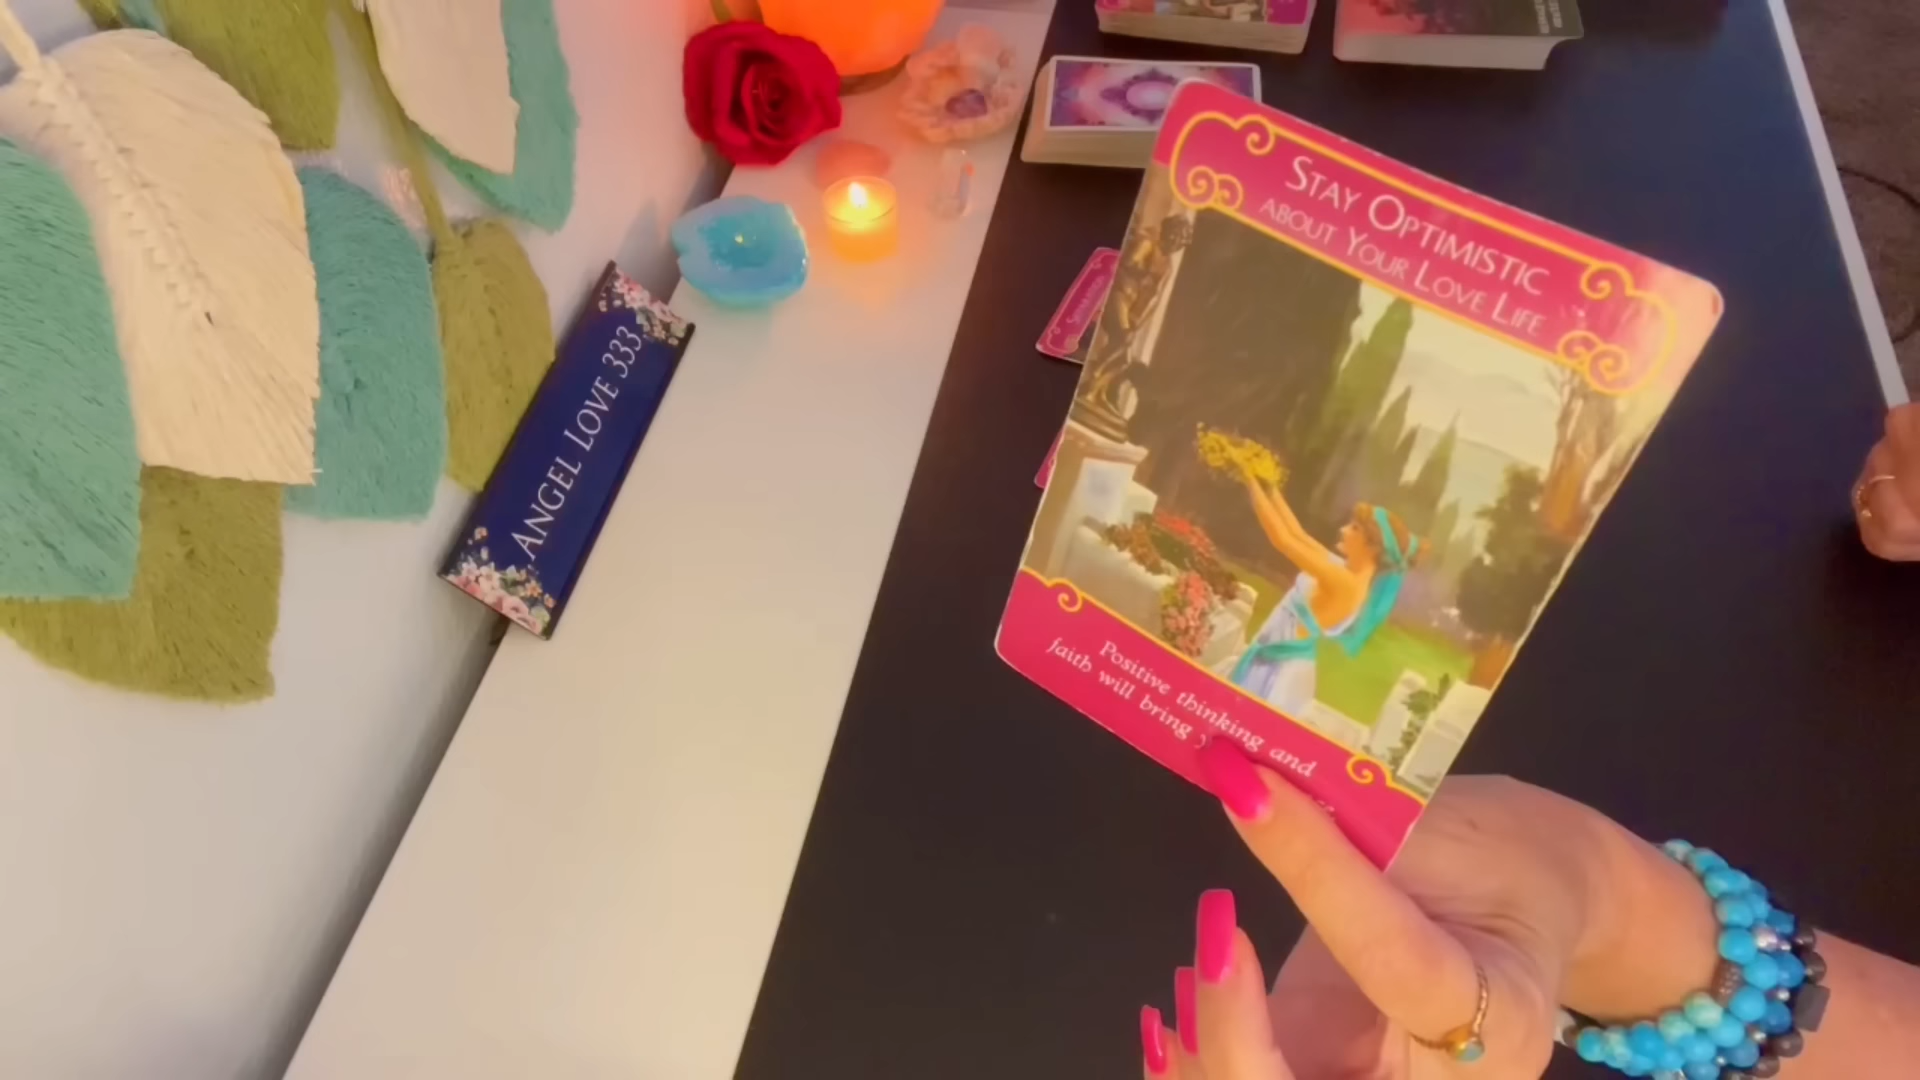 STAY OPTIMISTIC
ABOUT YOUR LOVE LIFE
Positive thinking and
faith will bring
ANGEL LOVE 333